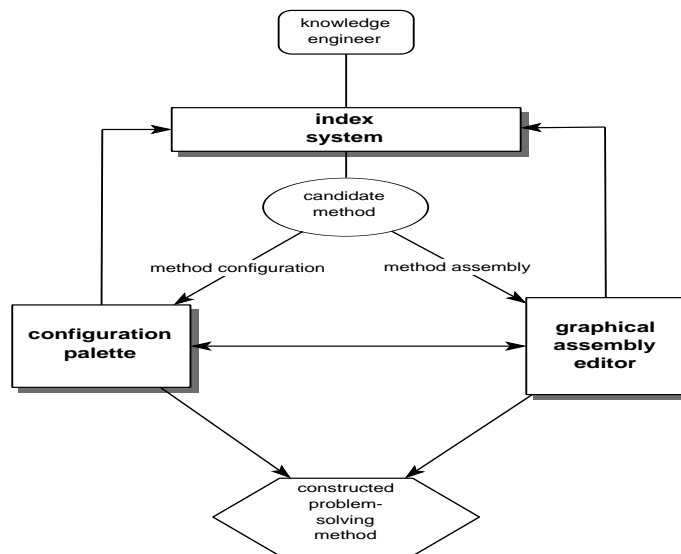 knowledge
engineer
index
system
candidate
method
method configuration
method assembly
configuration
palette
graphical
assembly
editor
constructed
problem-
solving
method